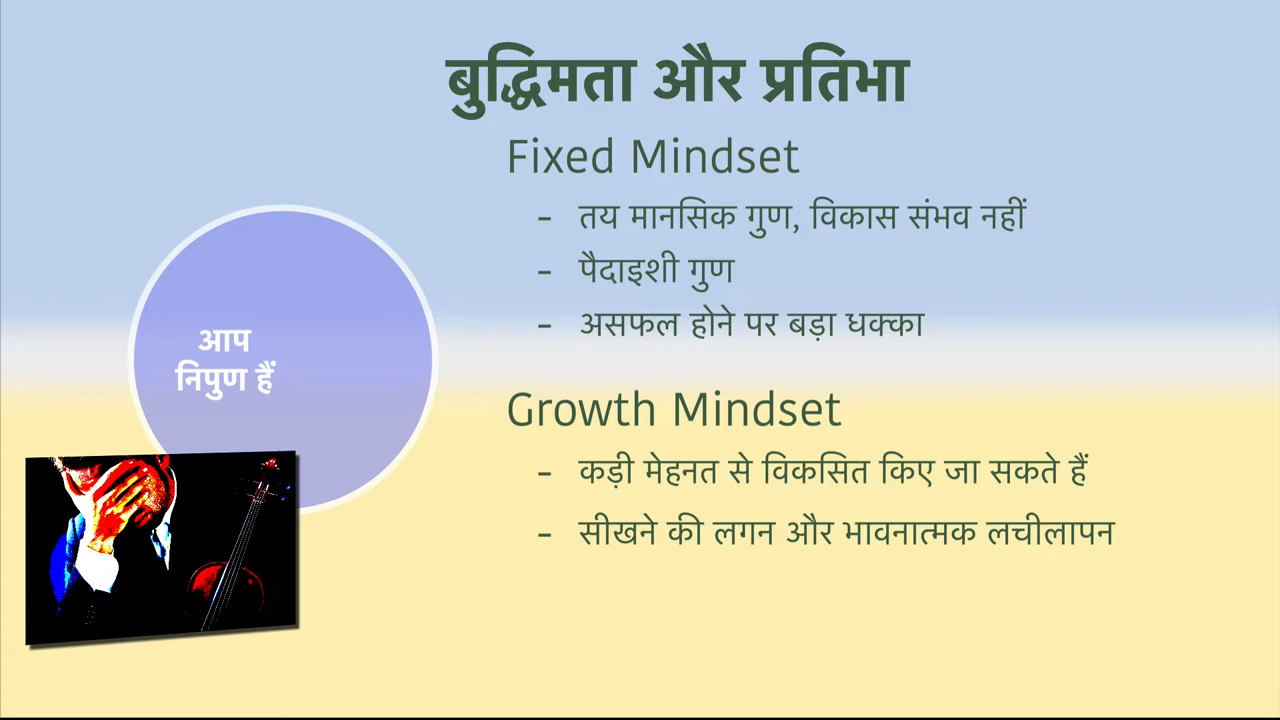 बुद्धिमता और प्रतिभा
Fixed Mindset
- तय मानसिक गुण, विकास संभव नहीं
- पैदाइशी गुण
- असफल होने पर बड़ा धक्का
आप
निपुण हैं
Growth Mindset
- कड़ी मेहनत से विकसित किए जा सकते हैं
- सीखने की लगन और भावनात्मक लचीलापन